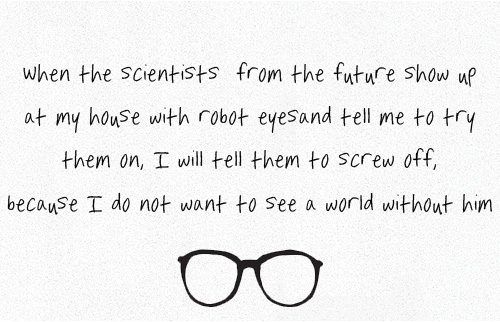 When the scientists from the future show up
at my house with robot eyesand tell me to try
them on, I will tell them to screw off,
because I do not want to see a world without him